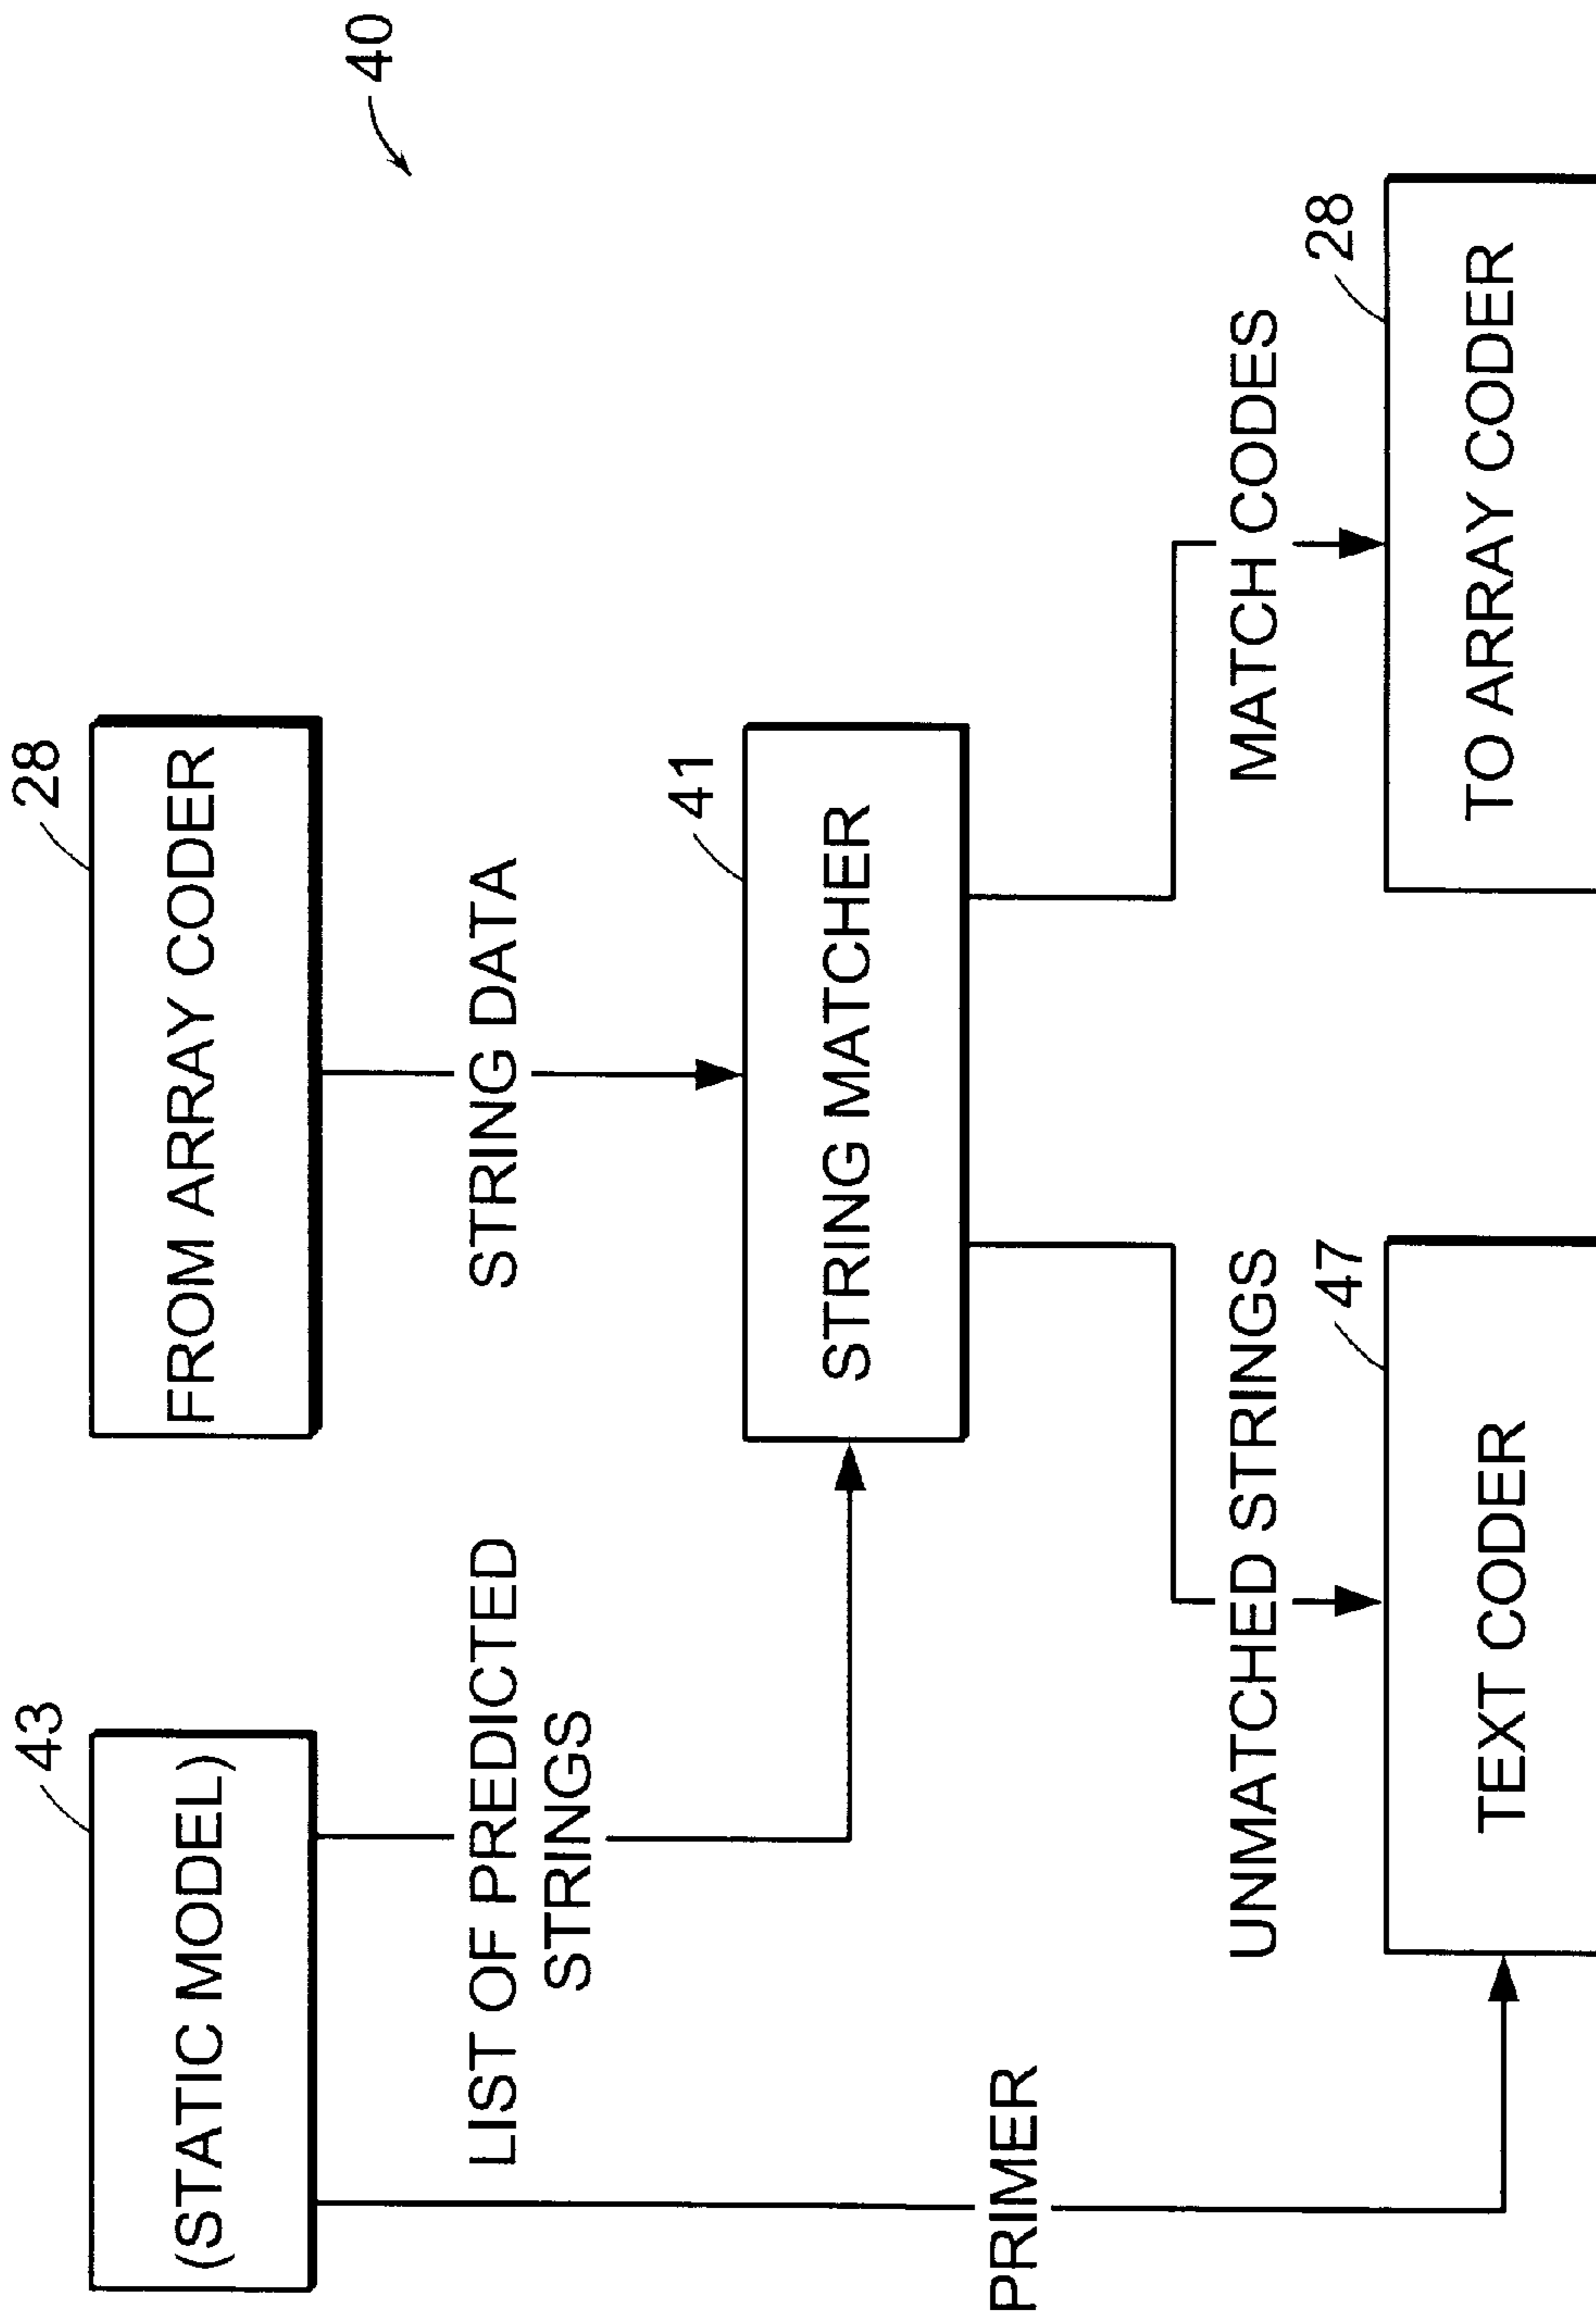 40
43
(STATIC MODEL)
28
FROM ARRAY CODER
LIST OF PREDICTED
STRINGS
STRING DATA
41
STRING MATCHER
PRIMER
UNMATCHED STRINGS
MATCH CODES
47
TEXT CODER
28
TO ARRAY CODER